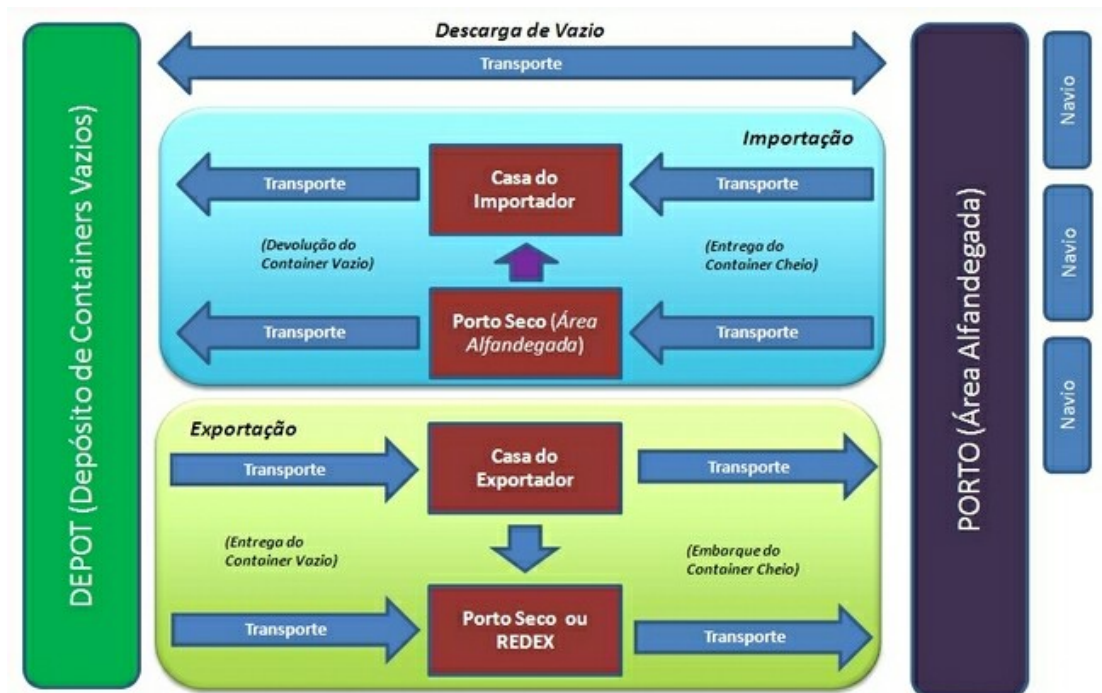 DEPOT (Depósito de Containers Vazios)
Descarga de Vazio
Transporte
Importação
Transporte
Casa do
Importador
Transporte
(Devolução do
Container Vazio)
(Entrega do
Container Cheio)
Transporte
Porto Seco (Área
Alfandegada)
Transporte
Exportação
Transporte
Casa do
Exportador
Transporte
(Entrega do
Container Vazio)
(Embarque do
Container Cheio)
Transporte
Porto Seco ou
REDEX
Transporte
PORTO (Área Alfandegada)
Navio
Navio
Navio